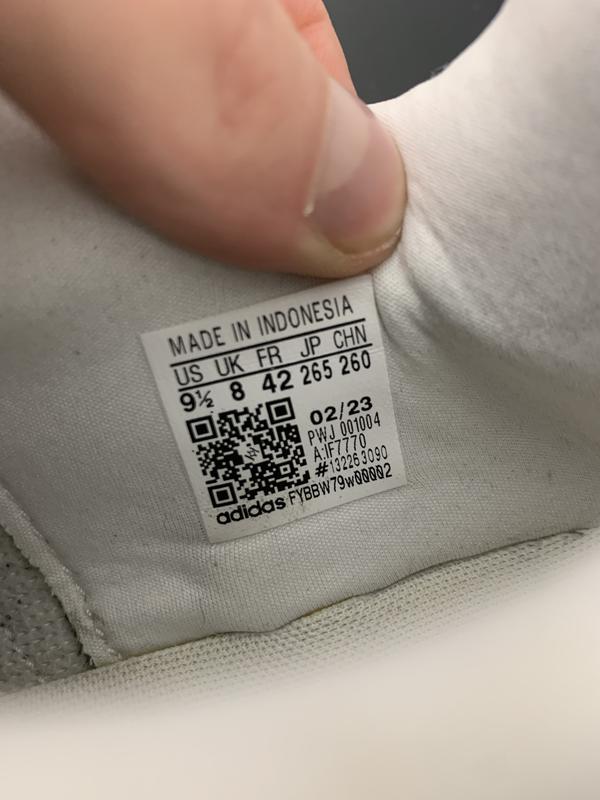 MADE IN INDONESIA
US UK FR JP CHN
9½ 8 42 265 260
02/23
PWJ 001004
A:IF7770
#132263090
adidas FYBBW79w00002